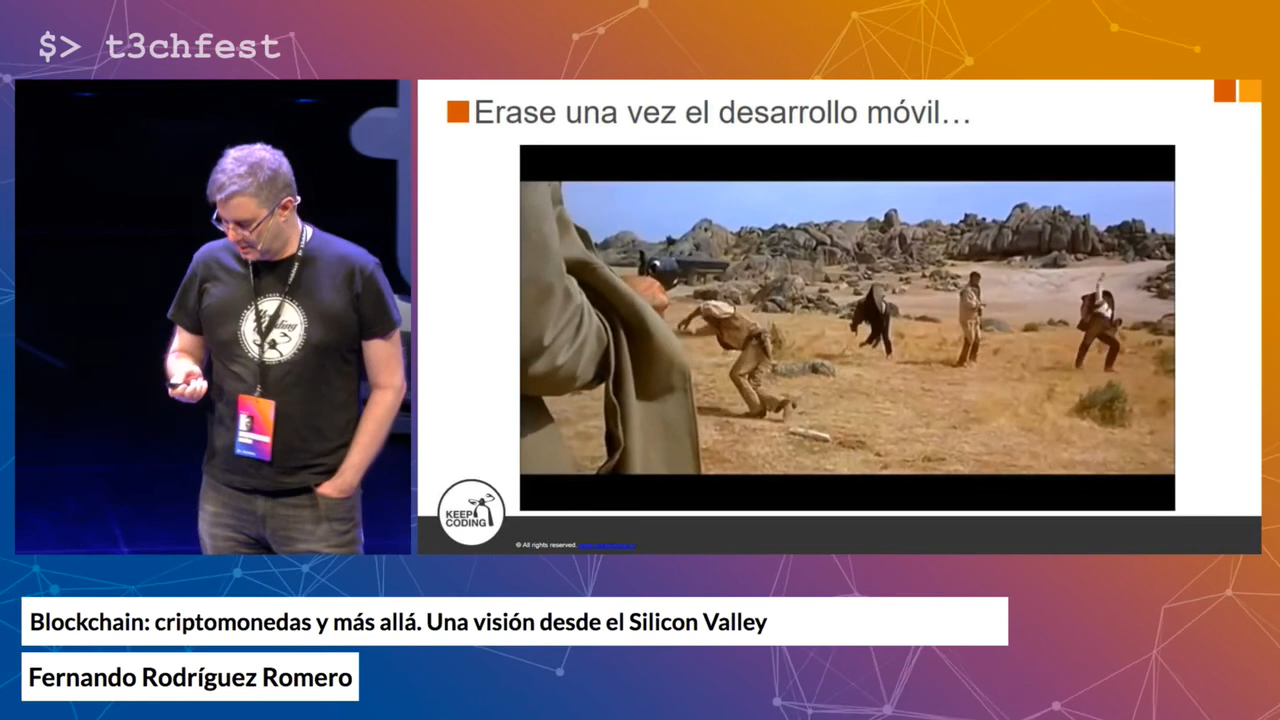 $> t3chfest
Erase una vez el desarrollo móvil...
KEEP
CODING
© All rights reserved.
Blockchain: criptomonedas y más allá. Una visión desde el Silicon Valley
Fernando Rodríguez Romero